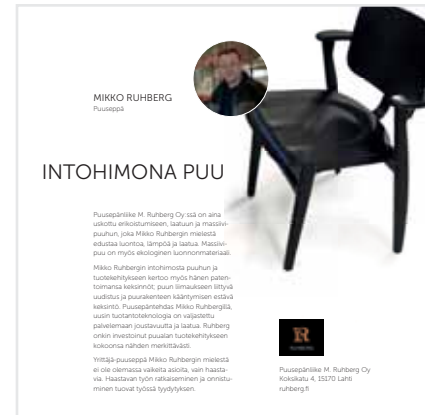 MIKKO RUHBERG
Puuseppä
INTOHIMONA PUU
Puusepänliike M. Ruhberg Oy:ssä on aina
uskottu erikoistumiseen, laatuun ja massiivi-
puuhun, joka Mikko Ruhbergin mielestä
edustaa luontoa, lämpöä ja laatua. Massiivi-
puu on myös ekologinen luonnonmateriaali.
Mikko Ruhbergin intohimosta puuhun ja
tuotekehitykseen kertoo myös hänen paten-
toimansa keksinnöt; puun liimaukseen liittyvä
uudistus ja puurakenteen kääntymisen estävä
keksintö. Puusepäntehdas Mikko Ruhbergillä,
uusin tuotantoteknologia on valjastettu
palvelemaan joustavuutta ja laatua. Ruhberg
onkin investoinut puualan tuotekehitykseen
kokoonsa nähden merkittävästi.
Yrittäjä-puuseppä Mikko Ruhbergin mielestä
ei ole olemassa vaikeita asioita, vain haasta-
via. Haastavan työn ratkaiseminen ja onnistu-
minen tuovat työssä tyydytyksen.
R
RUHBERG
Puusepänliike M. Ruhberg Oy
Koksikatu 4, 15170 Lahti
ruhberg.fi